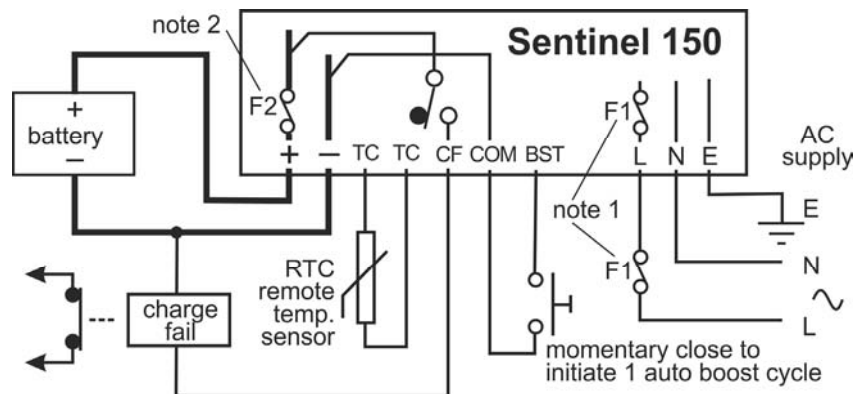 note 2
Sentinel 150
+
battery
−
F2
F1
AC
supply
+ − TC TC CF COM BST L N E
note 1
E
F1
N
RTC
remote
temp.
sensor
charge
fail
L
momentary close to
initiate 1 auto boost cycle